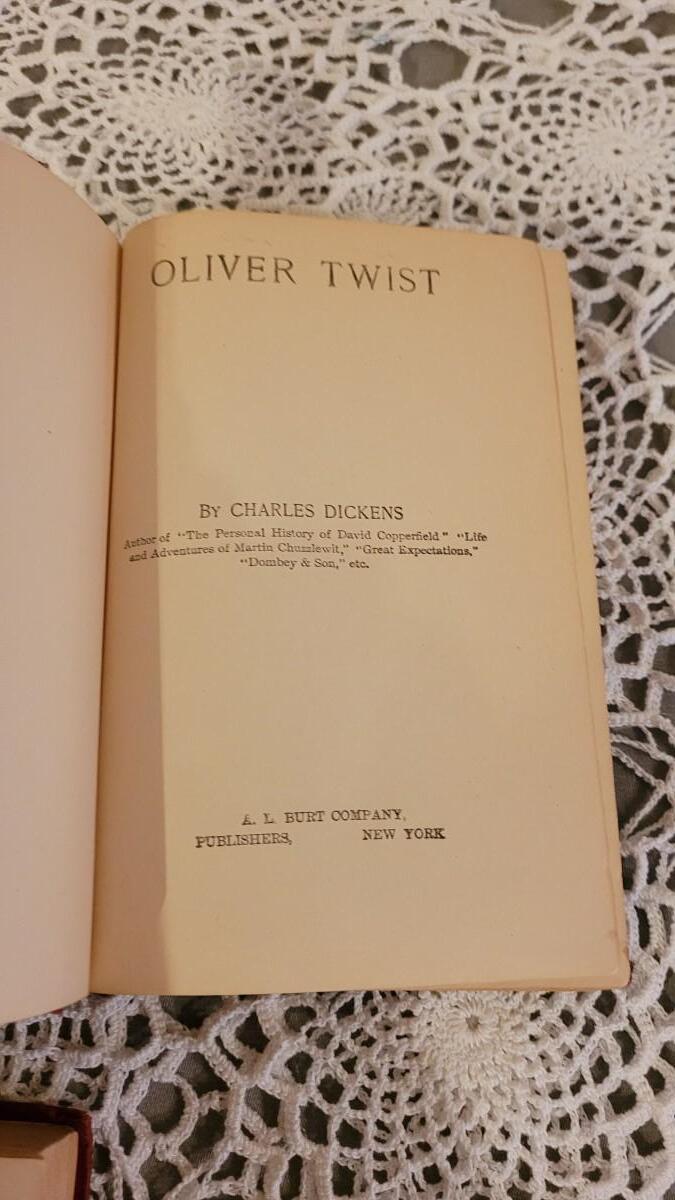 OLIVER TWIST
By CHARLES DICKENS
Author of "The Personal History of David Copperfield" "Life
and Adventures of Martin Chuzzlewit," "Great Expectations,"
"Dombey & Son," etc.
A. L. BURT COMPANY,
PUBLISHERS, NEW YORK